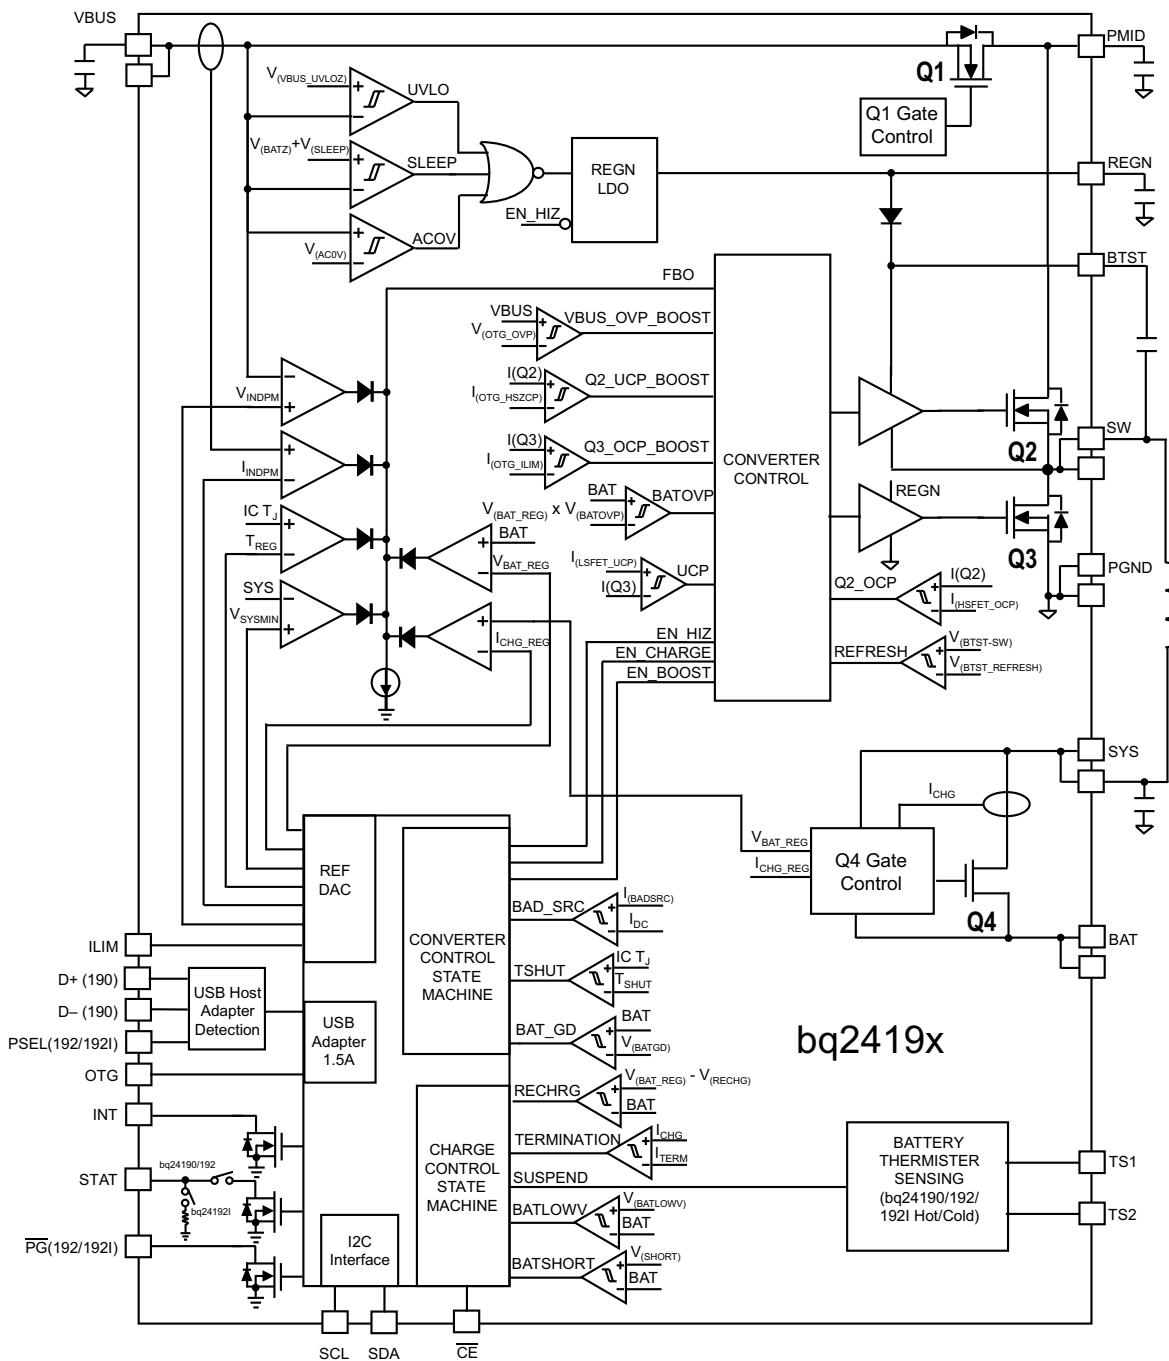 VBUS
PMID
Q1
Q1 Gate
Control
V(VBUS_UVLOZ)
UVLO
+
−
V(BATZ)+V(SLEEP)
SLEEP
+
−
REGN
LDO
REGN
EN_HIZ
ACOV
+
−
V(AC0V)
BTST
FBO
VBUS
VBUS_OVP_BOOST
V(OTG_OVP)
+
−
I(Q2)
Q2_UCP_BOOST
I(OTG_HSZCP)
+
−
I(Q3)
Q3_OCP_BOOST
I(OTG_ILIM)
+
−
CONVERTER
CONTROL
SW
Q2
VINDPM
−
+
IINDPM
+
−
IC TJ
TREG
+
−
SYS
VSYSMIN
−
+
BAT
BATOVP
V(BAT_REG) x V(BATOVP)
+
−
BAT
VBAT_REG
+
−
REGN
Q3
PGND
I(LSFET_UCP)
UCP
I(Q3)
+
−
Q2_OCP
I(Q2)
I(HSFET_OCP)
+
−
ICHG_REG
+
−
EN_HIZ
EN_CHARGE
EN_BOOST
REFRESH
V(BTST-SW)
V(BTST_REFRESH)
+
−
SYS
ICHG
VBAT_REG
ICHG_REG
Q4 Gate
Control
Q4
BAT
REF
DAC
CONVERTER
CONTROL
STATE
MACHINE
BAD_SRC
I(BADSRC)
IDC
+
−
TSHUT
IC TJ
TSHUT
+
−
BAT_GD
BAT
V(BATGD)
+
−
bq2419x
ILIM
D+ (190)
D– (190)
PSEL(192/192I)
OTG
USB Host
Adapter
Detection
USB
Adapter
1.5A
RECHRG
V(BAT_REG) - V(RECHG)
BAT
+
−
INT
STAT
bq24190/192
bq24192I
PG(192/192I)
CHARGE
CONTROL
STATE
MACHINE
TERMINATION
ICHG
ITERM
+
−
SUSPEND
BATLOWV
V(BATLOWV)
BAT
+
−
BATSHORT
V(SHORT)
BAT
+
−
BATTERY
THERMISTER
SENSING
(bq24190/192/
192I Hot/Cold)
TS1
TS2
I2C
Interface
SCL
SDA
CE